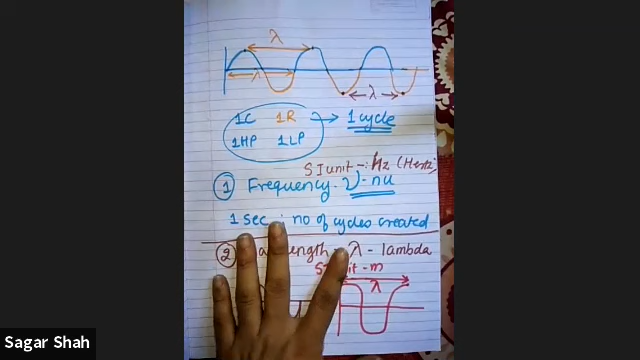 λ
λ
λ
1C 1R → 1 cycle
1HP 1LP
SI unit -: Hz (Hertz)
1 Frequency - ν - nu
1 sec : no of cycles created
2 length - λ - lambda
unit - m
λ
Sagar Shah